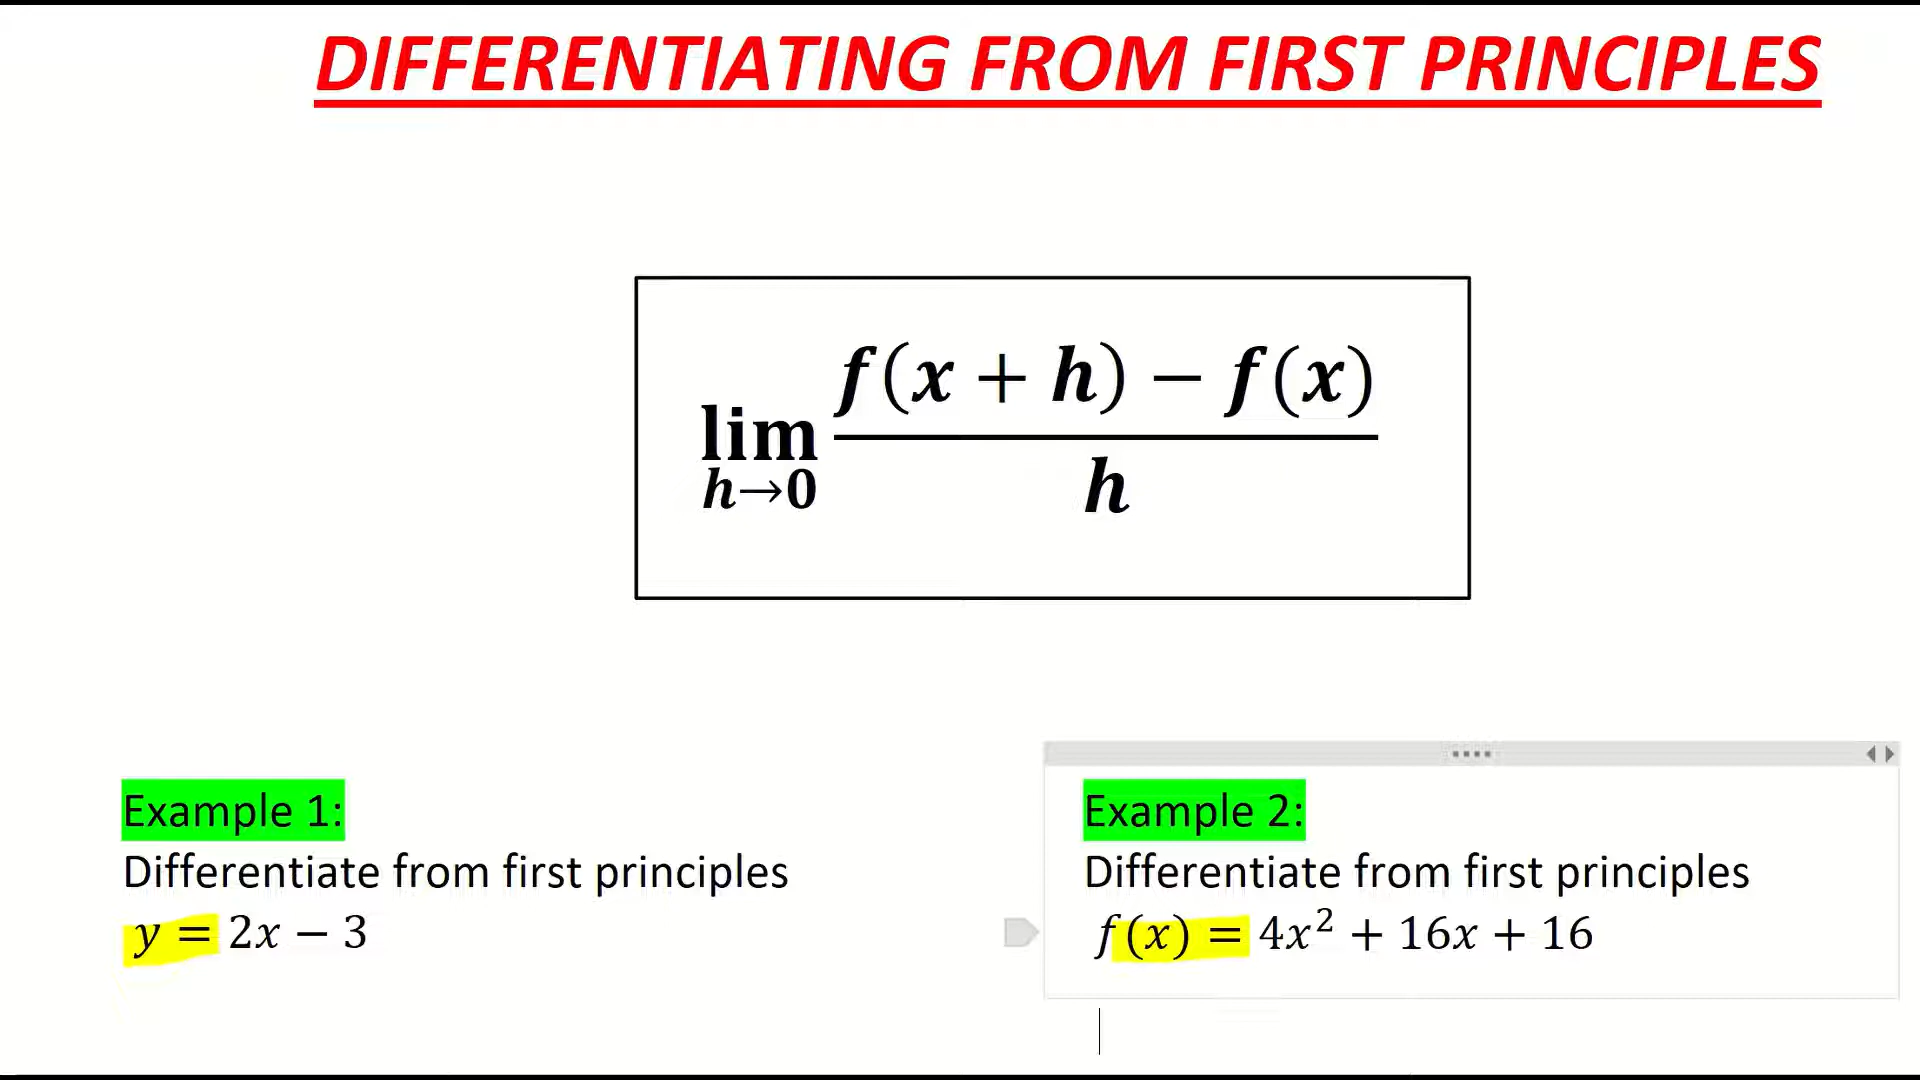 DIFFERENTIATING FROM FIRST PRINCIPLES
f(x + h) − f(x)
lim
h→0
h
Example 1:
Differentiate from first principles
y = 2x − 3
Example 2:
Differentiate from first principles
f(x) = 4x² + 16x + 16